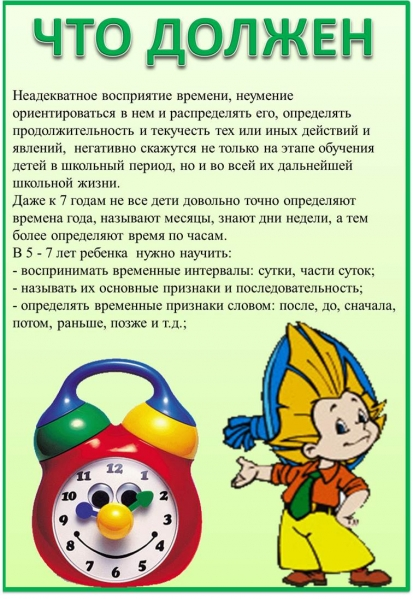 ЧТО ДОЛЖЕН
Неадекватное восприятие времени, неумение
ориентироваться в нем и распределять его, определять
продолжительность и текучесть тех или иных действий и
явлений, негативно скажутся не только на этапе обучения
детей в школьный период, но и во всей их дальнейшей
школьной жизни.
Даже к 7 годам не все дети довольно точно определяют
времена года, называют месяцы, знают дни недели, а тем
более определяют время по часам.
В 5 - 7 лет ребенка нужно научить:
- воспринимать временные интервалы: сутки, части суток;
- называть их основные признаки и последовательность;
- определять временные признаки словом: после, до, сначала,
потом, раньше, позже и т.д.;
11 12 1
10 2
9 3
8 4
7 6 5